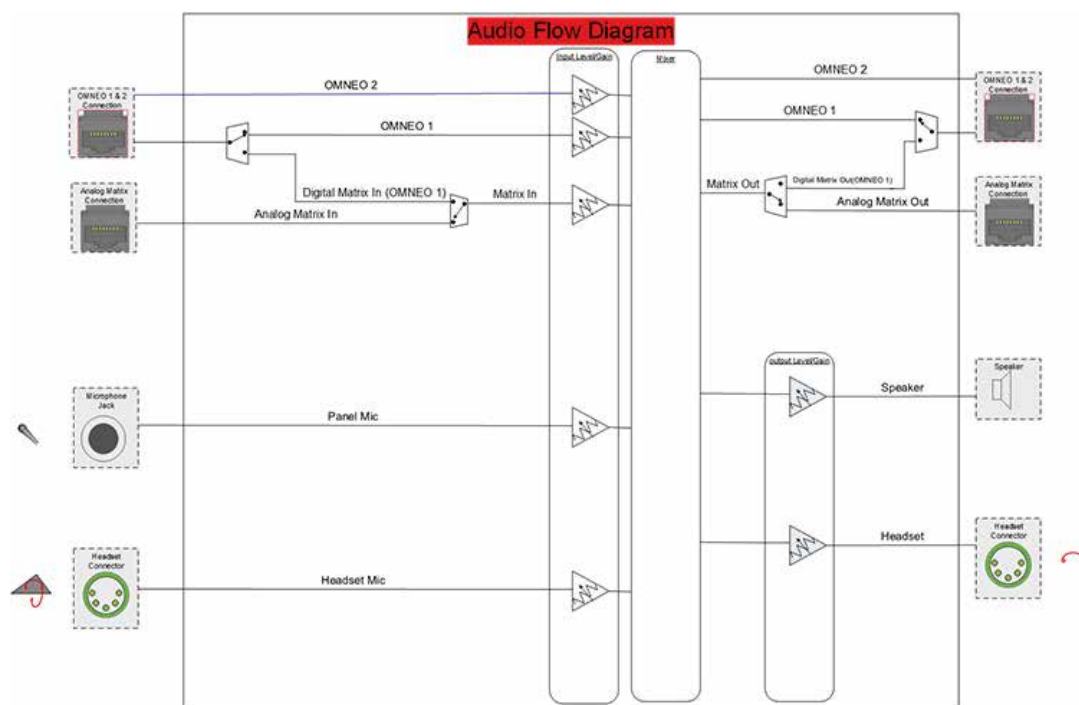 Audio Flow Diagram
Input Level/Gain
Mixer
OMNEO 2
OMNEO 2
OMNEO 1 & 2
Connection
OMNEO 1 & 2
Connection
OMNEO 1
OMNEO 1
Digital Matrix In (OMNEO 1)
Matrix In
Matrix Out
Digital Matrix Out(OMNEO 1)
Analog Matrix
Connection
Analog Matrix
Connection
Analog Matrix In
Analog Matrix Out
output Level/Gain
Speaker
Microphone
Jack
Speaker
Panel Mic
Headset
Connector
Headset
Headset
Connector
Headset Mic